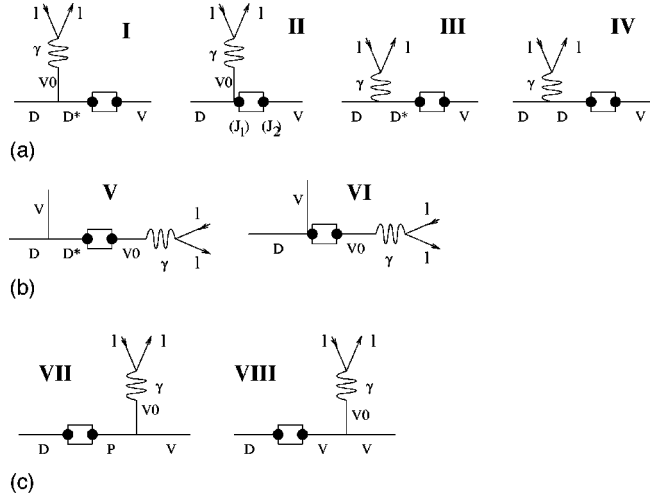 l l I
γ
V0
D D* V
l l II
γ
V0
D V
(J1) (J2)
l l III
γ
D D* V
l l IV
γ
D D V
(a)
V
V
D D* V0 γ l l
VI
V
D V0 γ l l
(b)
VII l l
γ
V0
D P V
VIII l l
γ
V0
D V V
(c)